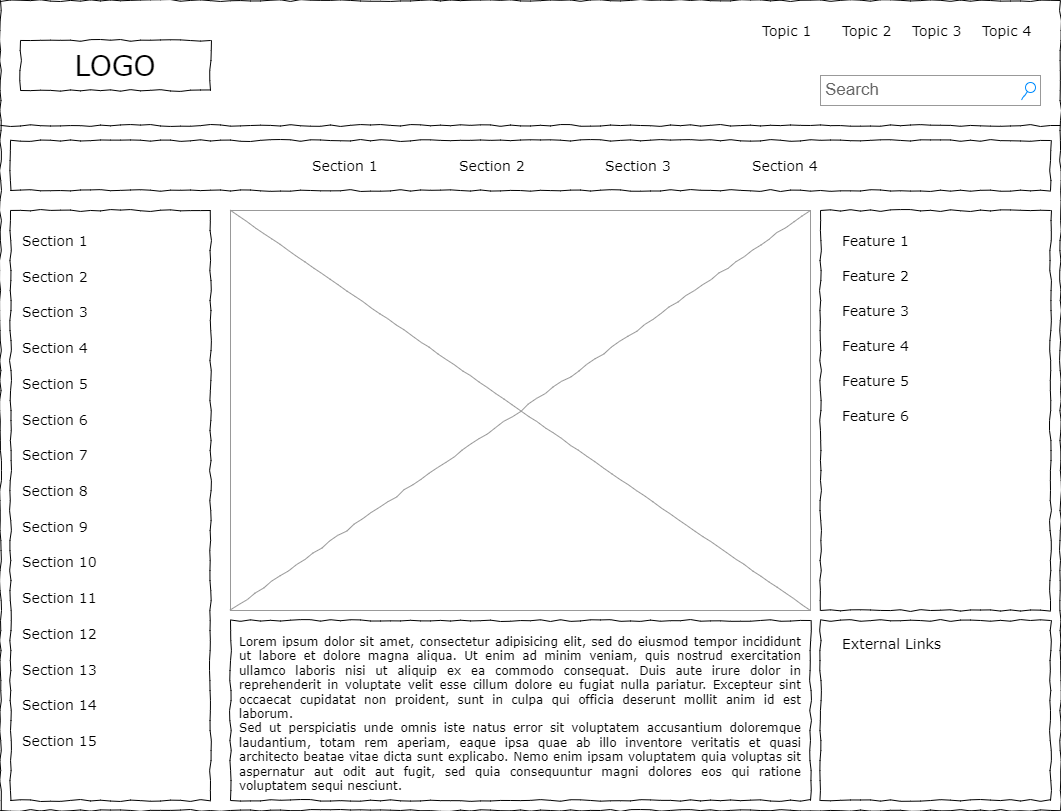 Topic 1 Topic 2 Topic 3 Topic 4
LOGO
Search
Section 1 Section 2 Section 3 Section 4
Section 1
Section 2
Section 3
Section 4
Section 5
Section 6
Section 7
Section 8
Section 9
Section 10
Section 11
Section 12
Section 13
Section 14
Section 15
Lorem ipsum dolor sit amet, consectetur adipisicing elit, sed do eiusmod tempor incididunt
ut labore et dolore magna aliqua. Ut enim ad minim veniam, quis nostrud exercitation
ullamco laboris nisi ut aliquip ex ea commodo consequat. Duis aute irure dolor in
reprehenderit in voluptate velit esse cillum dolore eu fugiat nulla pariatur. Excepteur sint
occaecat cupidatat non proident, sunt in culpa qui officia deserunt mollit anim id est
laborum.
Sed ut perspiciatis unde omnis iste natus error sit voluptatem accusantium doloremque
laudantium, totam rem aperiam, eaque ipsa quae ab illo inventore veritatis et quasi
architecto beatae vitae dicta sunt explicabo. Nemo enim ipsam voluptatem quia voluptas sit
aspernatur aut odit aut fugit, sed quia consequuntur magni dolores eos qui ratione
voluptatem sequi nesciunt.
Feature 1
Feature 2
Feature 3
Feature 4
Feature 5
Feature 6
External Links